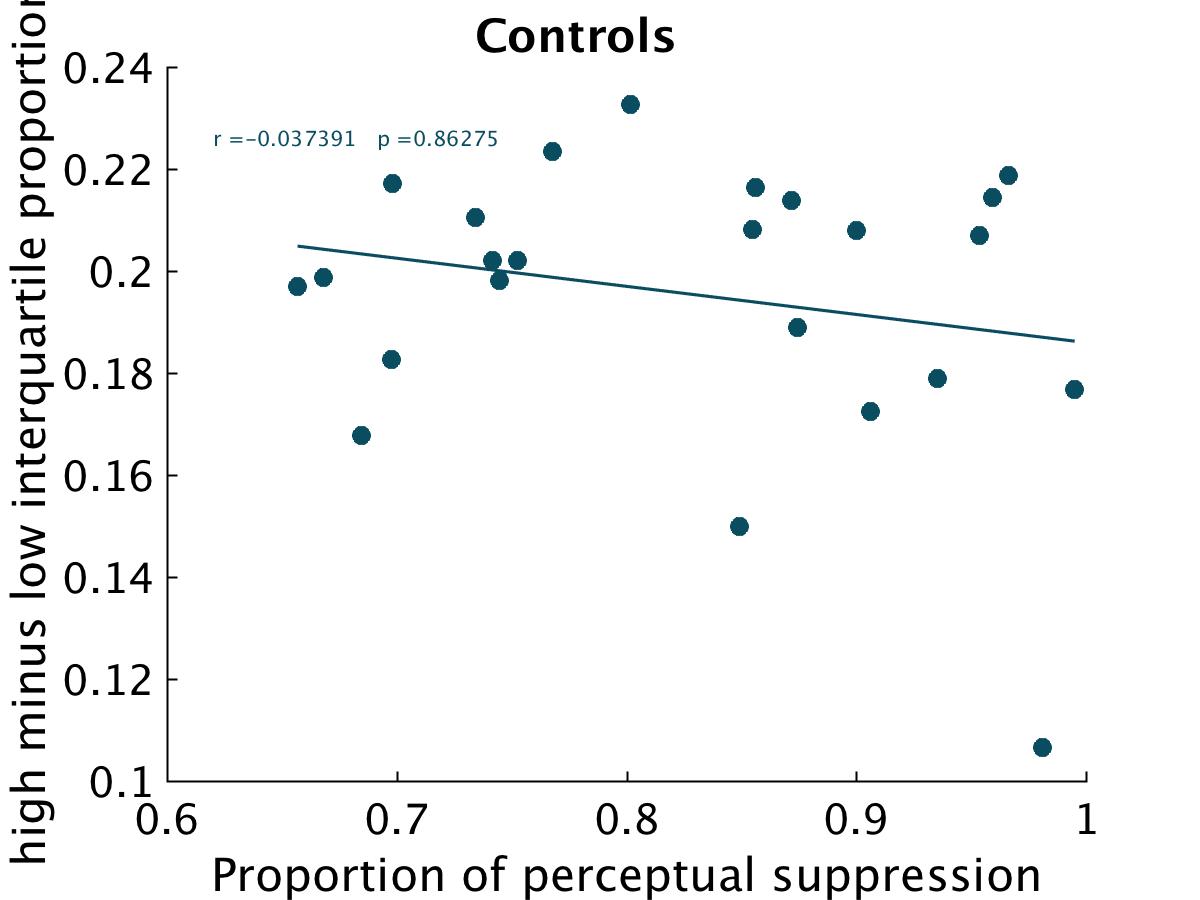 Controls
r =-0.037391 p =0.86275
high minus low interquartile proportion
0.24
0.22
0.2
0.18
0.16
0.14
0.12
0.1
0.6 0.7 0.8 0.9 1
Proportion of perceptual suppression